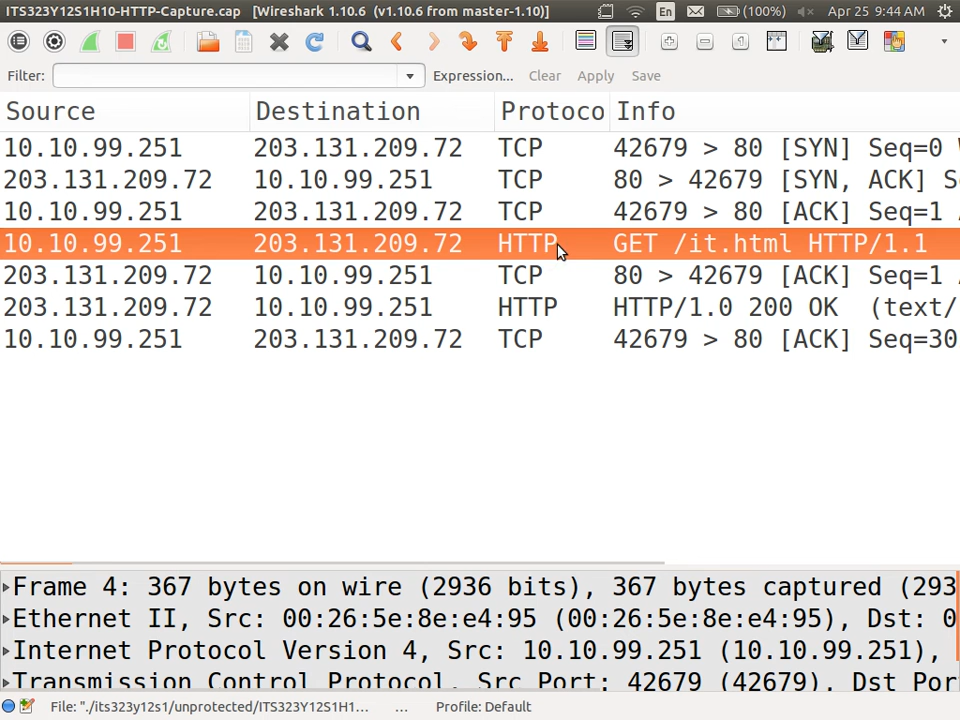 ITS323Y12S1H10-HTTP-Capture.cap [Wireshark 1.10.6 (v1.10.6 from master-1.10)] En (100%) Apr 25 9:44 AM
Filter: Expression... Clear Apply Save
Source Destination Protoco Info
10.10.99.251 203.131.209.72 TCP 42679 > 80 [SYN] Seq=0
203.131.209.72 10.10.99.251 TCP 80 > 42679 [SYN, ACK] S
10.10.99.251 203.131.209.72 TCP 42679 > 80 [ACK] Seq=1
10.10.99.251 203.131.209.72 HTTP GET /it.html HTTP/1.1
203.131.209.72 10.10.99.251 TCP 80 > 42679 [ACK] Seq=1
203.131.209.72 10.10.99.251 HTTP HTTP/1.0 200 OK (text/
10.10.99.251 203.131.209.72 TCP 42679 > 80 [ACK] Seq=30
Frame 4: 367 bytes on wire (2936 bits), 367 bytes captured (293
Ethernet II, Src: 00:26:5e:8e:e4:95 (00:26:5e:8e:e4:95), Dst: 0
Internet Protocol Version 4, Src: 10.10.99.251 (10.10.99.251),
Transmission Control Protocol, Src Port: 42679 (42679), Dst Por
File: "./its323y12s1/unprotected/ITS323Y12S1H1... ... Profile: Default